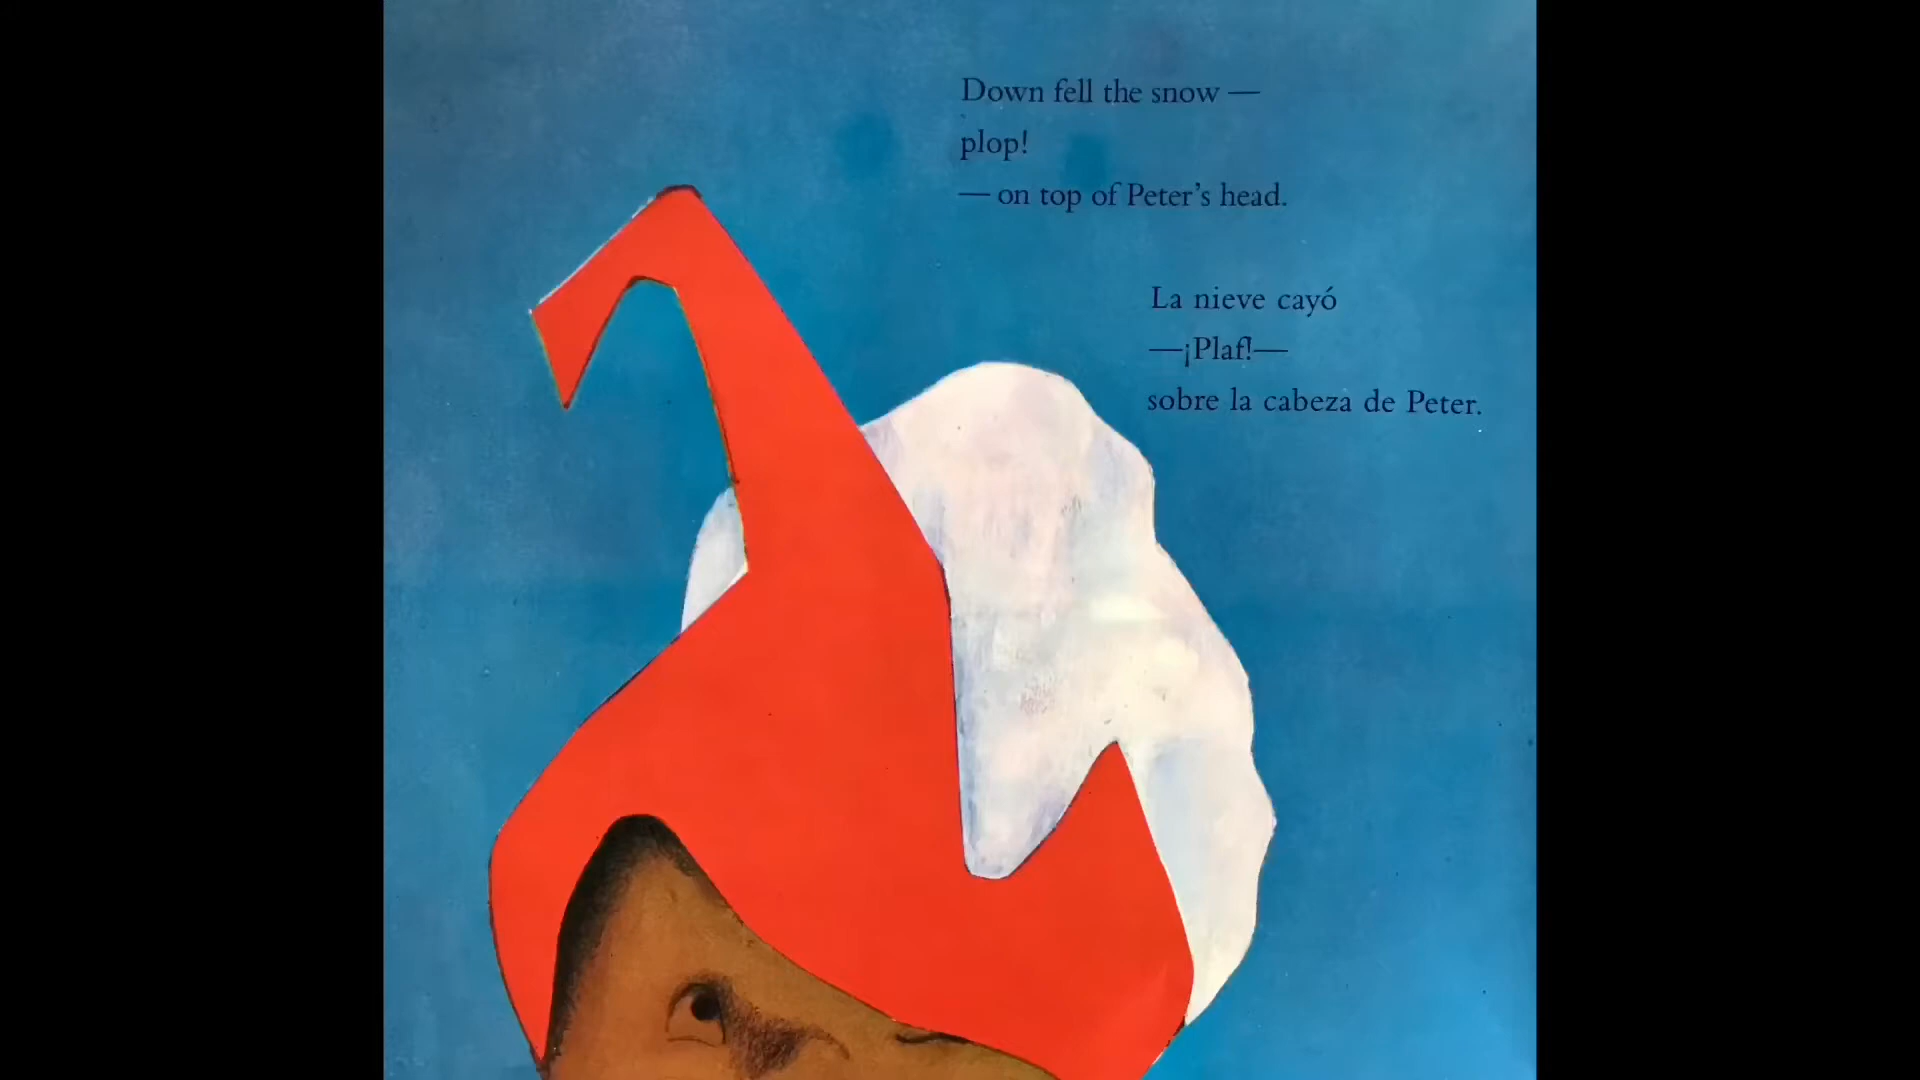 Down fell the snow —
plop!
— on top of Peter's head.
La nieve cayó
—¡Plaf!—
sobre la cabeza de Peter.